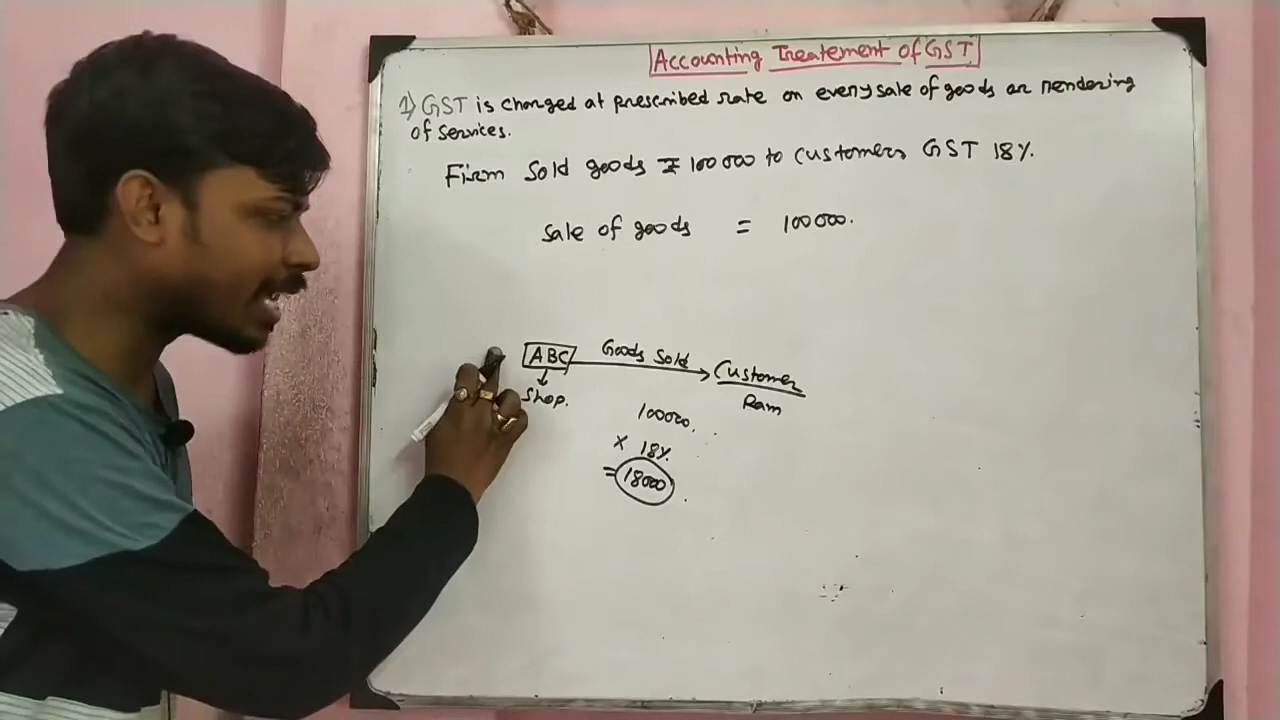 Accounting Treatement of GST.
1) GST is charged at prescribed rate on every sale of goods or rendering
of services.
Firm Sold goods ₹ 100000 to customers GST 18%.
Sale of goods = 100000.
ABC Goods Sold Customer
Shop. Ram
100000.
x 18%
= 18000